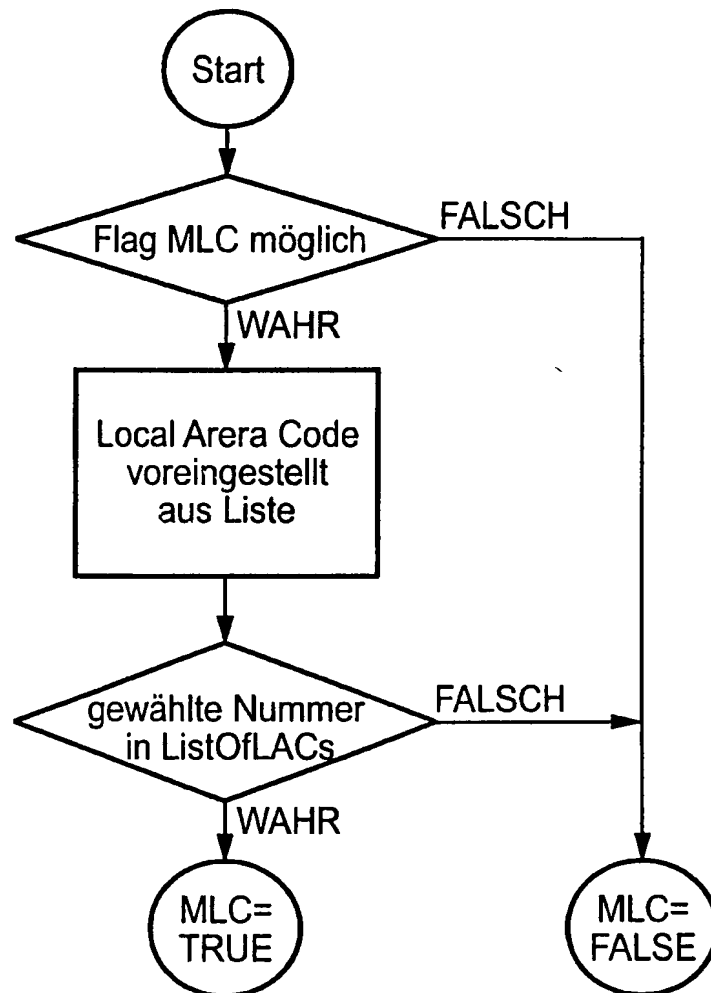 Start
Flag MLC möglich
FALSCH
WAHR
Local Arera Code
voreingestellt
aus Liste
gewählte Nummer
in ListOfLACs
FALSCH
WAHR
MLC=
TRUE
MLC=
FALSE